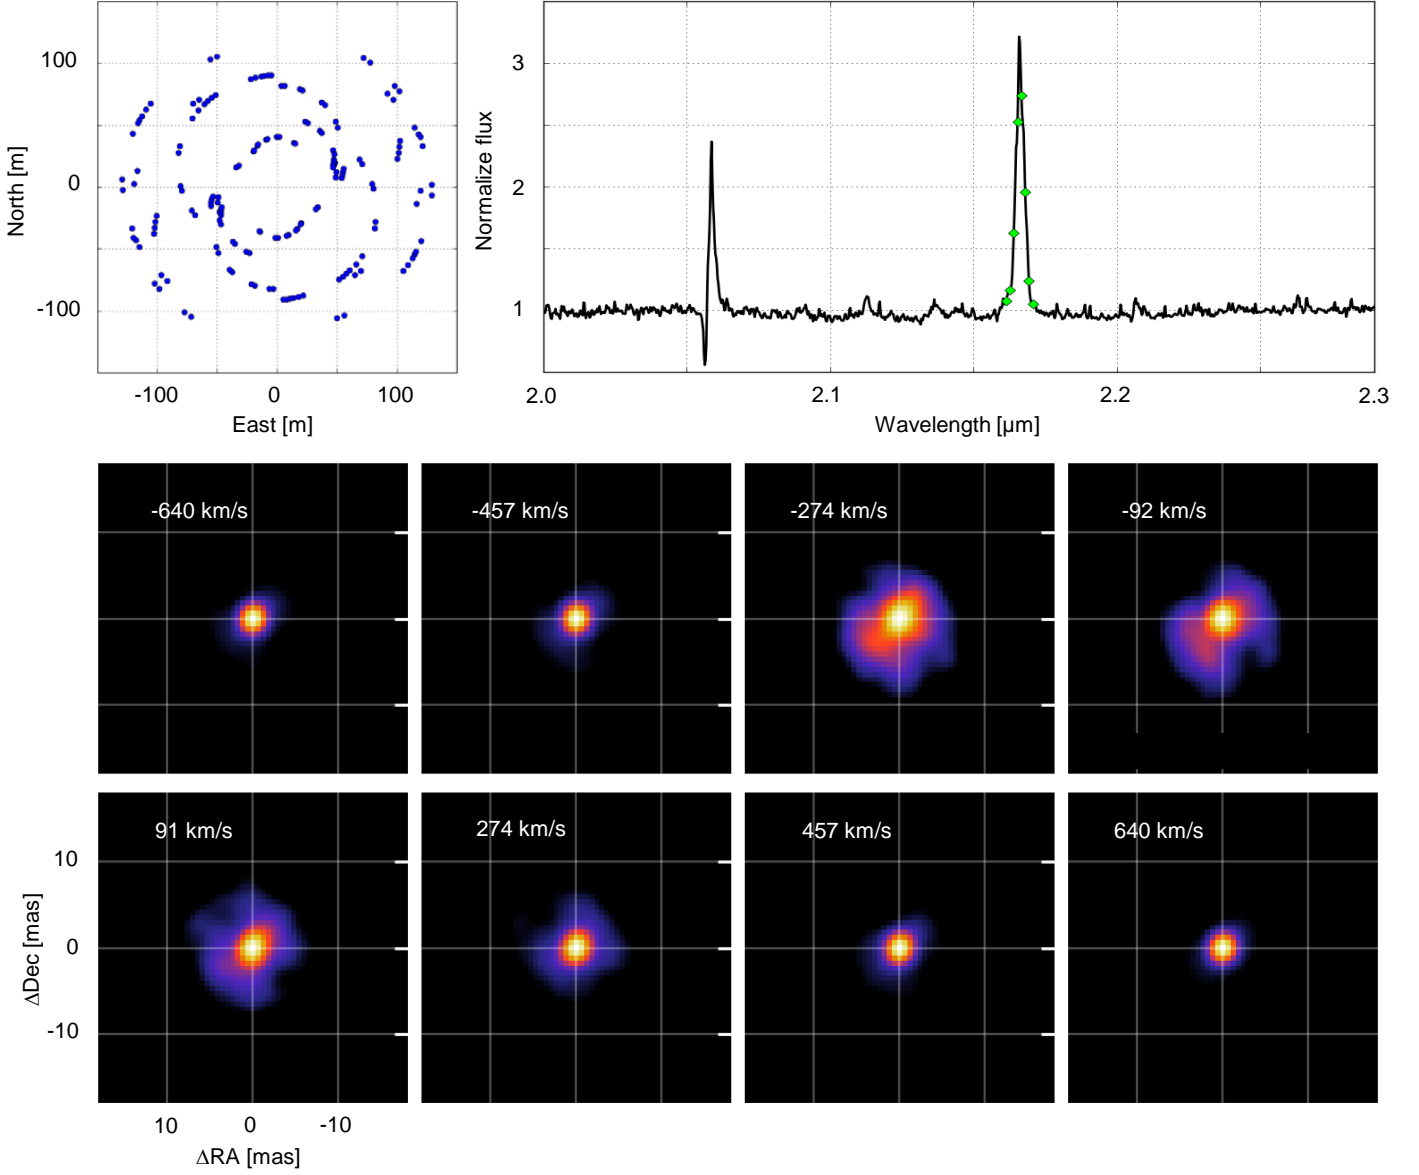 100
0
-100
North [m]
-100 0 100
East [m]
3
2
1
Normalize flux
2.0 2.1 2.2 2.3
Wavelength [µm]
-640 km/s -457 km/s -274 km/s -92 km/s
91 km/s 274 km/s 457 km/s 640 km/s
10
0
-10
ΔDec [mas]
10 0 -10
ΔRA [mas]